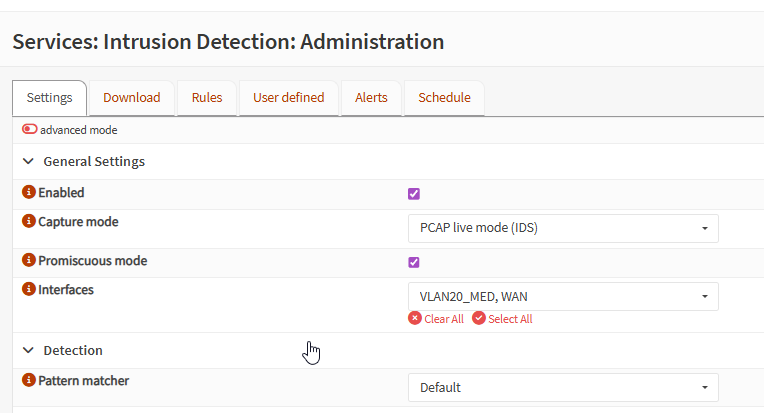 Services: Intrusion Detection: Administration
Settings Download Rules User defined Alerts Schedule
advanced mode
General Settings
Enabled
Capture mode PCAP live mode (IDS)
Promiscuous mode
Interfaces VLAN20_MED, WAN
Clear All Select All
Detection
Pattern matcher Default